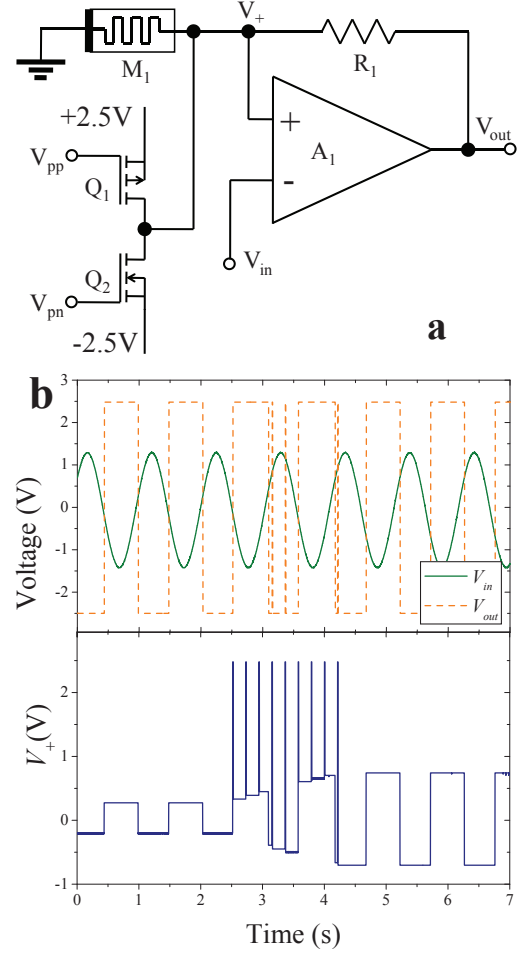 M1
V+
R1
+2.5V
Vpp
Q1
+
A1
-
Vout
Vin
Q2
Vpn
-2.5V
a
b
3
2
1
0
-1
-2
Voltage (V)
Vin
Vout
2
1
0
-1
V+(V)
0 1 2 3 4 5 6 7
Time (s)